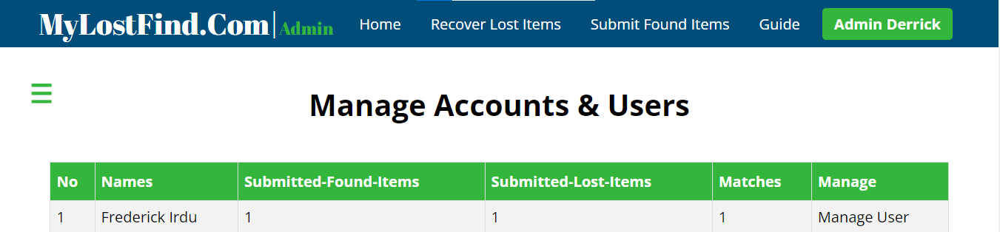 MyLostFind.Com|Admin Home Recover Lost Items Submit Found Items Guide Admin Derrick
Manage Accounts & Users
No Names Submitted-Found-Items Submitted-Lost-Items Matches Manage
1 Frederick Irdu 1 1 1 Manage User